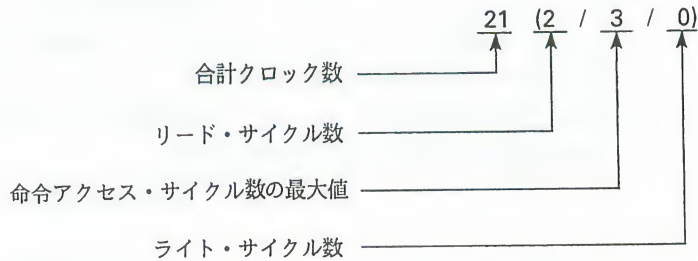 21 (2 / 3 / 0)
合計クロック数
リード・サイクル数
命令アクセス・サイクル数の最大値
ライト・サイクル数